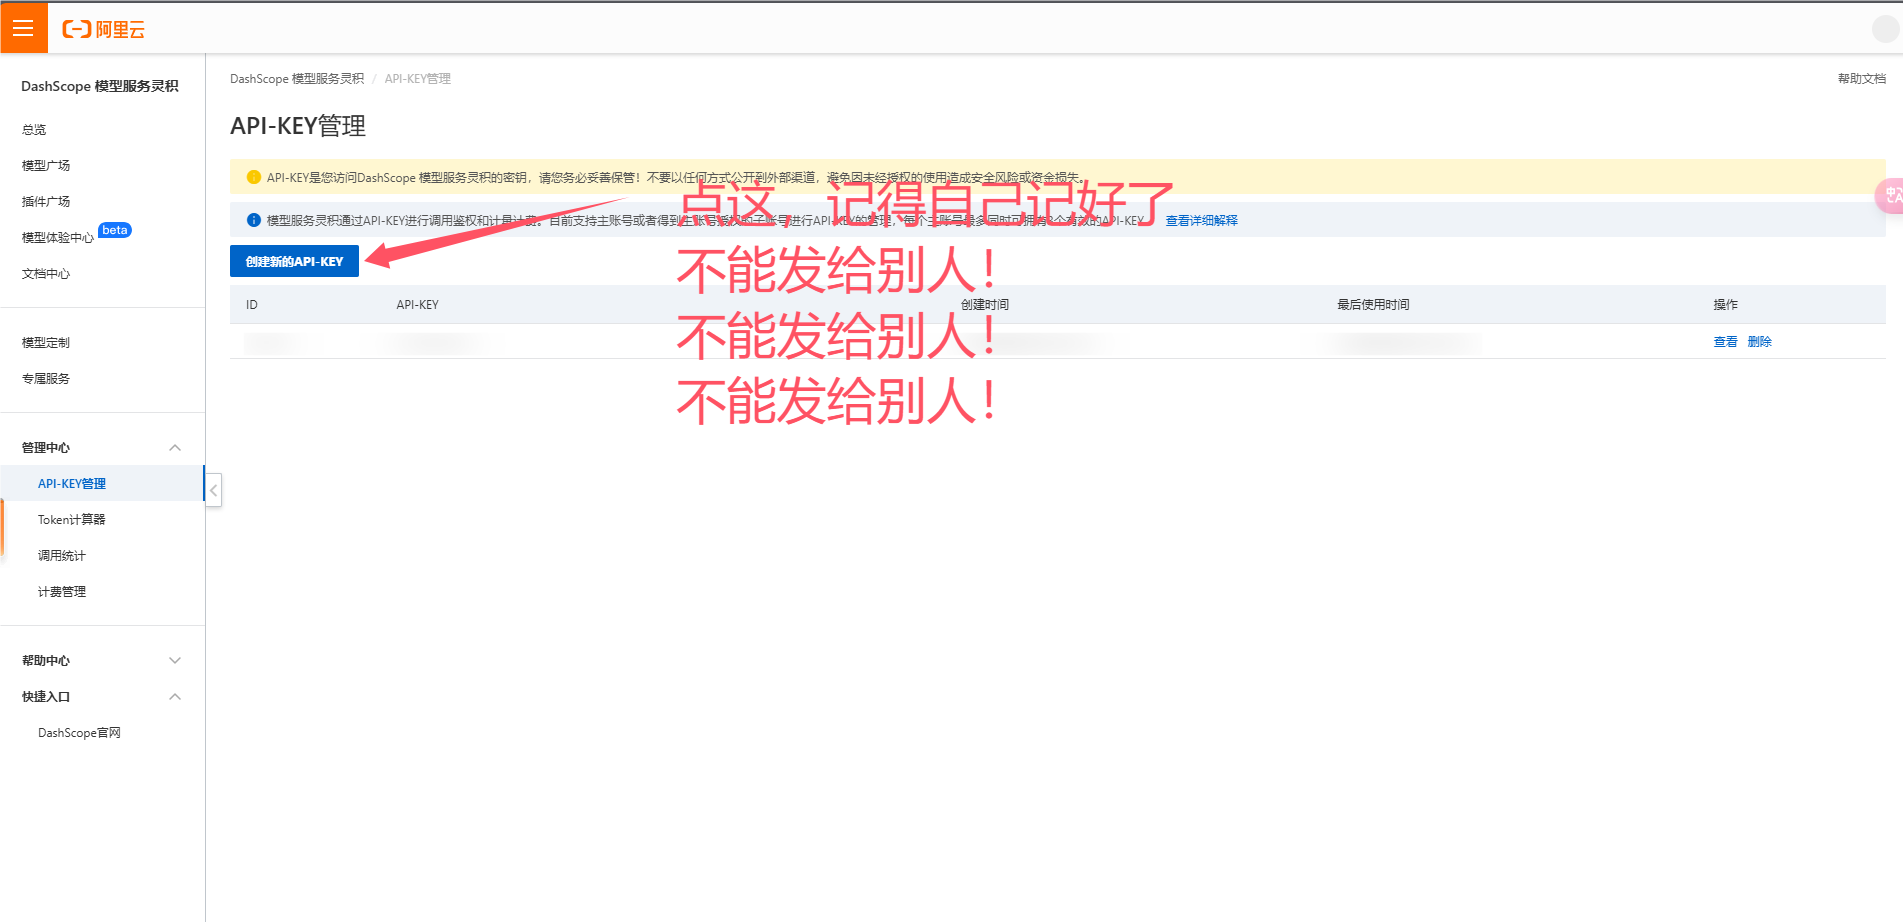 阿里云
DashScope 模型服务灵积 / API-KEY管理
帮助文档
DashScope 模型服务灵积
总览
模型广场
插件广场
模型体验中心 beta
文档中心
模型定制
专属服务
管理中心
API-KEY管理
Token计算器
调用统计
计费管理
帮助中心
快捷入口
DashScope官网
API-KEY管理
API-KEY是您访问DashScope 模型服务灵积的密钥，请您务必妥善保管！不要以任何方式公开到外部渠道，避免因未经授权的使用造成安全风险或资金损失。
模型服务灵积通过API-KEY进行调用鉴权和计量计费。目前支持主账号或者得到主账号授权的子账号进行API-KEY的管理，每个主账号最多同时可拥有3个有效的API-KEY 查看详细解释
创建新的API-KEY
点这，记得自己记好了
不能发给别人！
不能发给别人！
不能发给别人！
ID API-KEY 创建时间 最后使用时间 操作
查看 删除